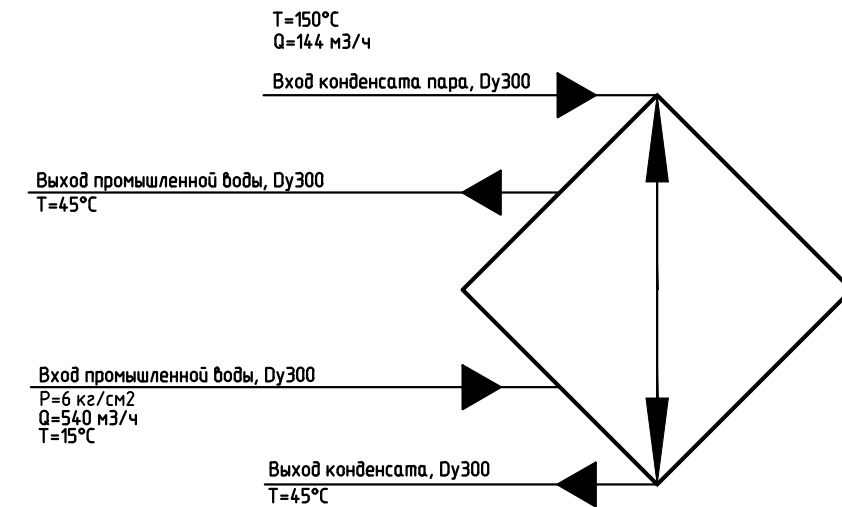 T=150°C
Q=144 м3/ч
Вход конденсата пара, Dy300
Выход промышленной воды, Dy300
T=45°C
Вход промышленной воды, Dy300
P=6 кг/см2
Q=540 м3/ч
T=15°C
Выход конденсата, Dy300
T=45°C